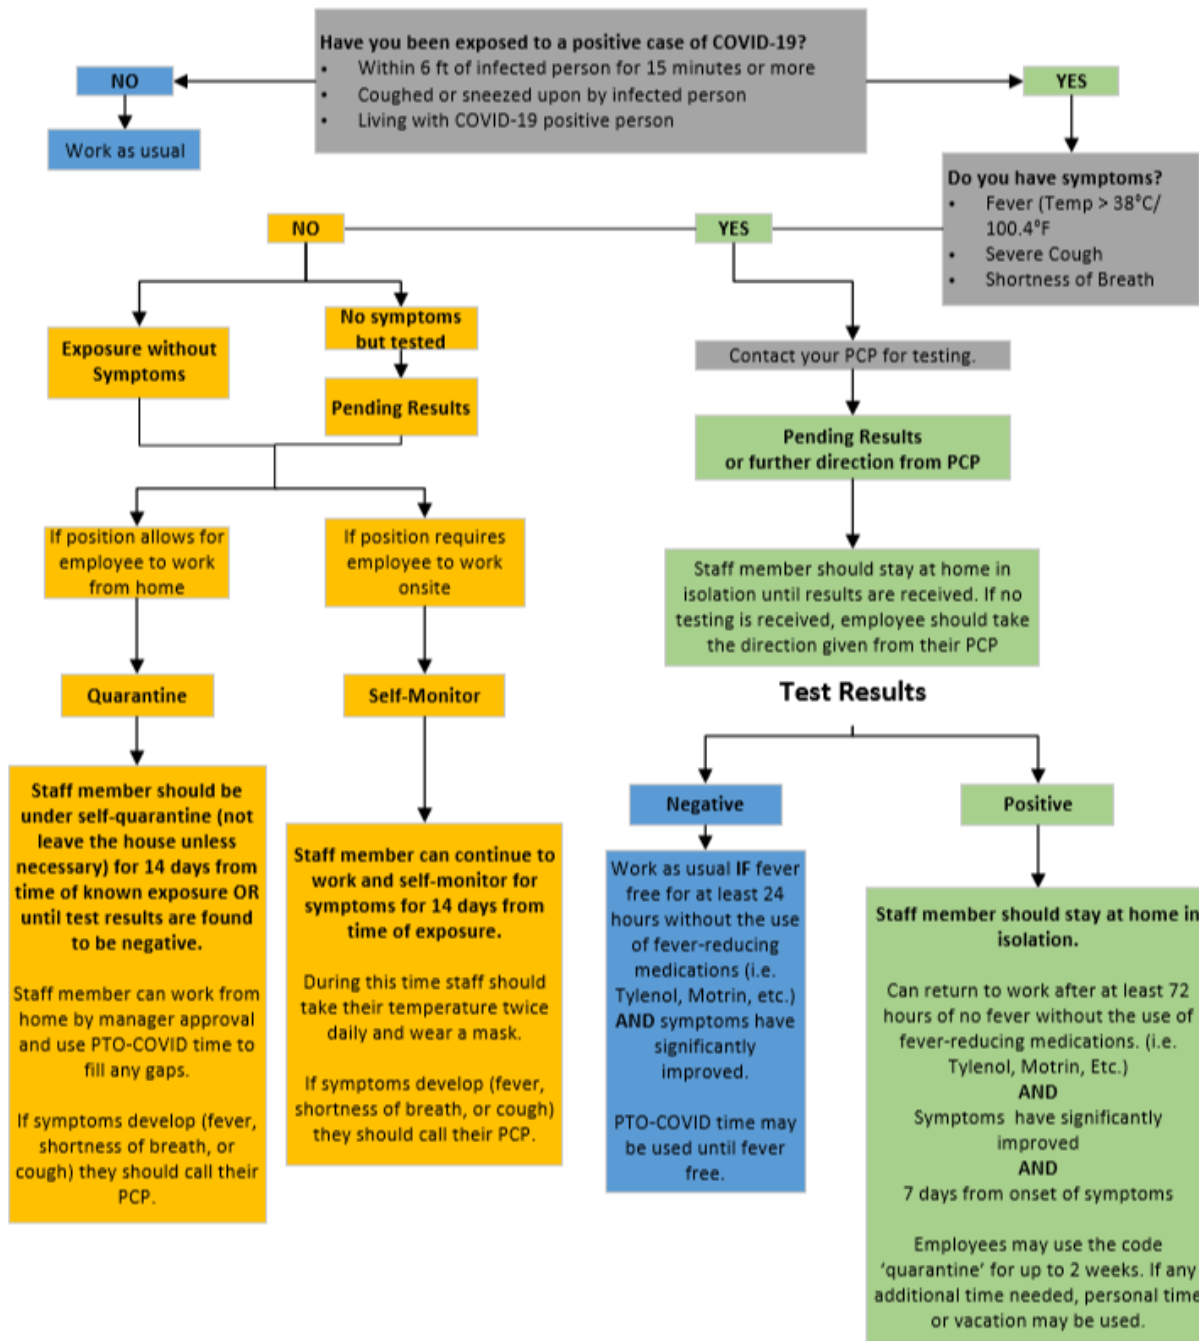 Have you been exposed to a positive case of COVID-19?
• Within 6 ft of infected person for 15 minutes or more
• Coughed or sneezed upon by infected person
• Living with COVID-19 positive person
NO
YES
Work as usual
Do you have symptoms?
• Fever (Temp > 38°C/
100.4°F
• Severe Cough
• Shortness of Breath
NO
YES
Exposure without
Symptoms
No symptoms
but tested
Pending Results
Contact your PCP for testing.
Pending Results
or further direction from PCP
If position allows for
employee to work
from home
If position requires
employee to work
onsite
Staff member should stay at home in
isolation until results are received. If no
testing is received, employee should take
the direction given from their PCP
Quarantine
Self-Monitor
Test Results
Negative
Positive
Staff member should be
under self-quarantine (not
leave the house unless
necessary) for 14 days from
time of known exposure OR
until test results are found
to be negative.
Staff member can work from
home by manager approval
and use PTO-COVID time to
fill any gaps.
If symptoms develop (fever,
shortness of breath, or
cough) they should call their
PCP.
Staff member can continue to
work and self-monitor for
symptoms for 14 days from
time of exposure.
During this time staff should
take their temperature twice
daily and wear a mask.
If symptoms develop (fever,
shortness of breath, or cough)
they should call their PCP.
Work as usual IF fever
free for at least 24
hours without the use
of fever-reducing
medications (i.e.
Tylenol, Motrin, etc.)
AND symptoms have
significantly
improved.
PTO-COVID time may
be used until fever
free.
Staff member should stay at home in
isolation.
Can return to work after at least 72
hours of no fever without the use of
fever-reducing medications. (i.e.
Tylenol, Motrin, Etc.)
AND
Symptoms have significantly
improved
AND
7 days from onset of symptoms
Employees may use the code
'quarantine' for up to 2 weeks. If any
additional time needed, personal time
or vacation may be used.